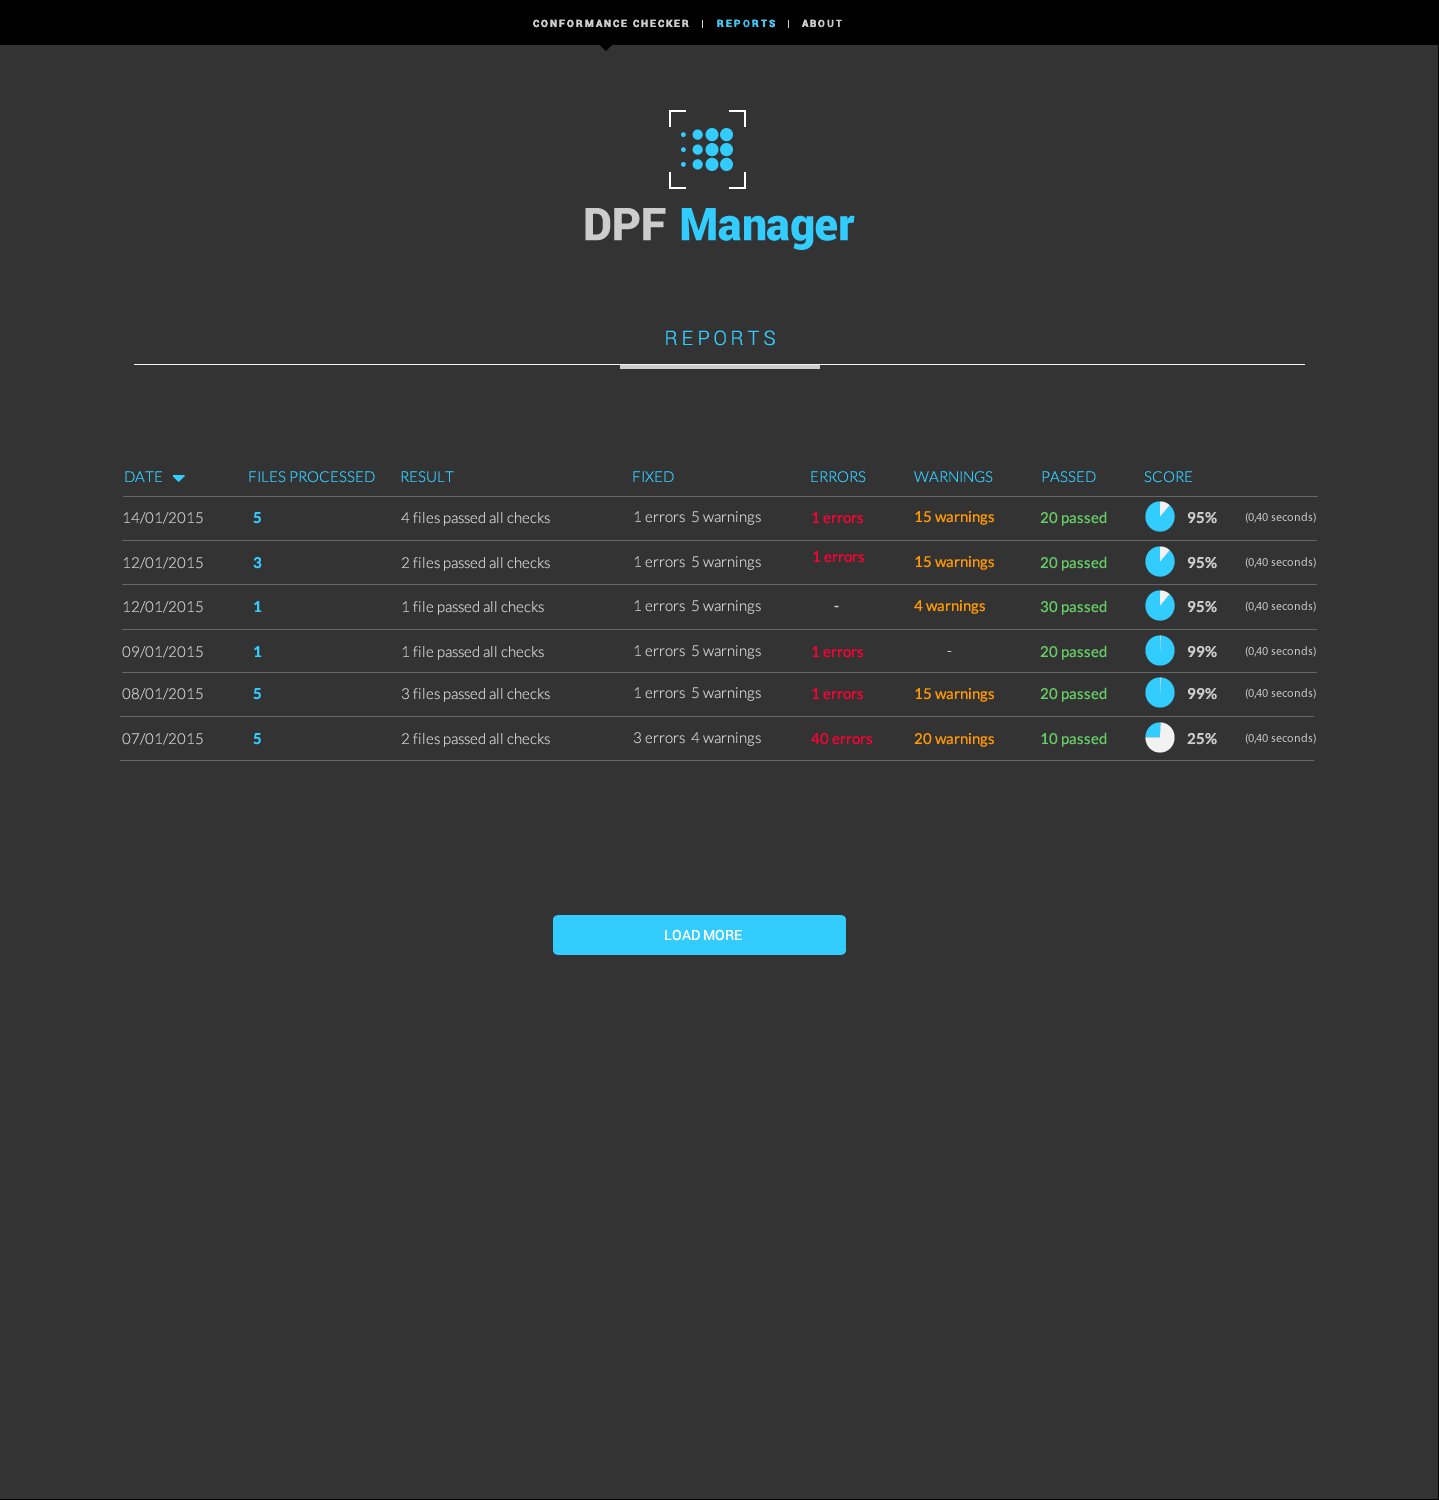 CONFORMANCE CHECKER | REPORTS | ABOUT
DPF Manager
REPORTS
DATE FILES PROCESSED RESULT FIXED ERRORS WARNINGS PASSED SCORE
14/01/2015 5 4 files passed all checks 1 errors 5 warnings 1 errors 15 warnings 20 passed 95% (0,40 seconds)
12/01/2015 3 2 files passed all checks 1 errors 5 warnings 1 errors 15 warnings 20 passed 95% (0,40 seconds)
12/01/2015 1 1 file passed all checks 1 errors 5 warnings - 4 warnings 30 passed 95% (0,40 seconds)
09/01/2015 1 1 file passed all checks 1 errors 5 warnings 1 errors - 20 passed 99% (0,40 seconds)
08/01/2015 5 3 files passed all checks 1 errors 5 warnings 1 errors 15 warnings 20 passed 99% (0,40 seconds)
07/01/2015 5 2 files passed all checks 3 errors 4 warnings 40 errors 20 warnings 10 passed 25% (0,40 seconds)
LOAD MORE